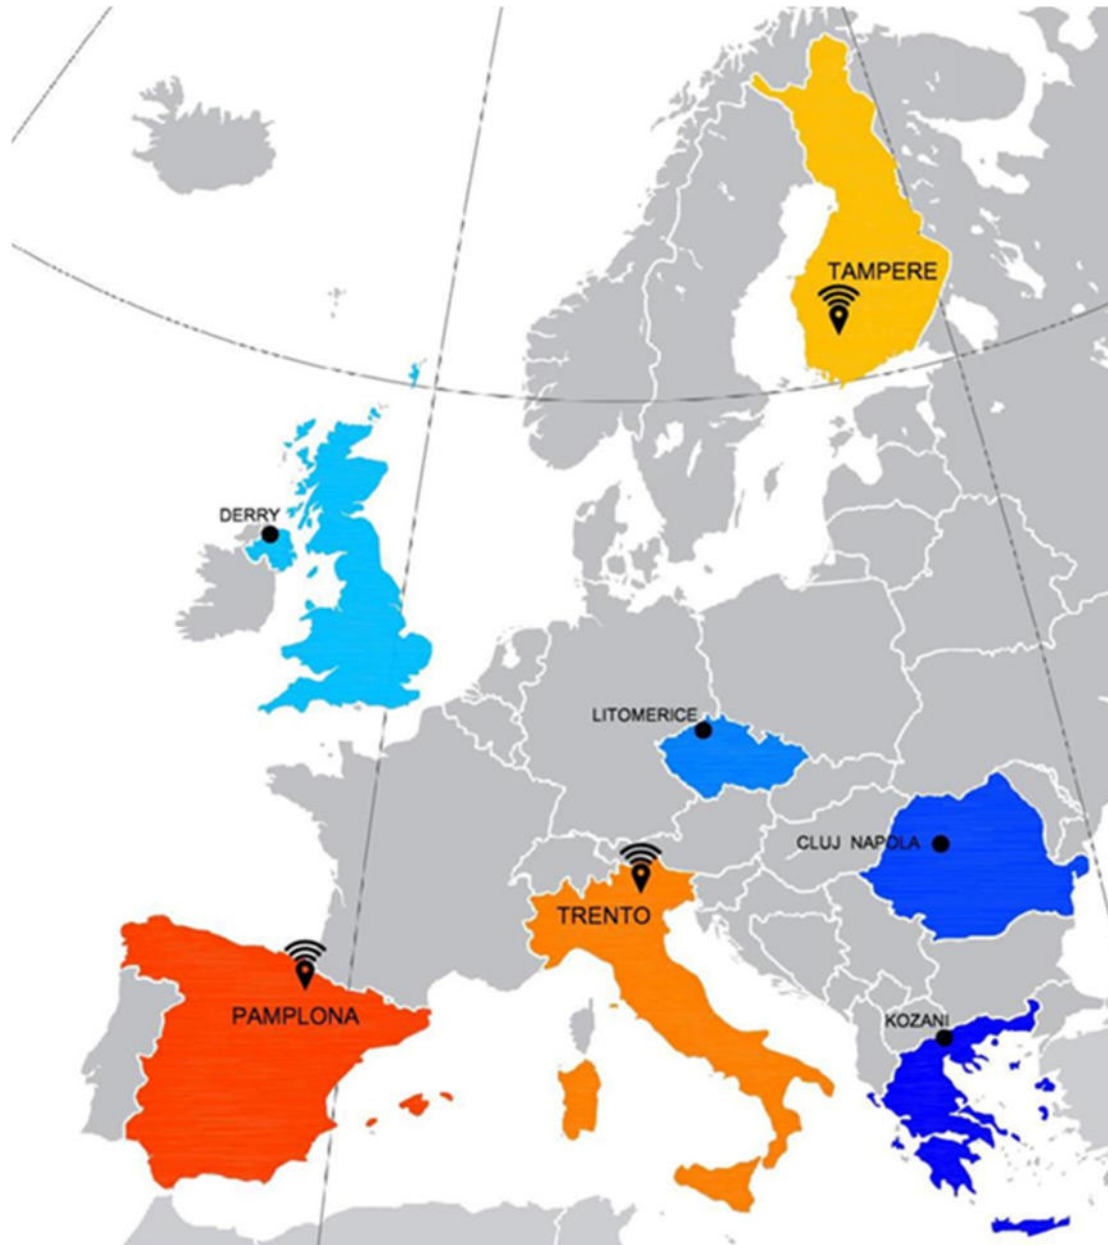 TAMPERE
DERRY
LITOMERICE
CLUJ NAPOLA
TRENTO
PAMPLONA
KOZANI